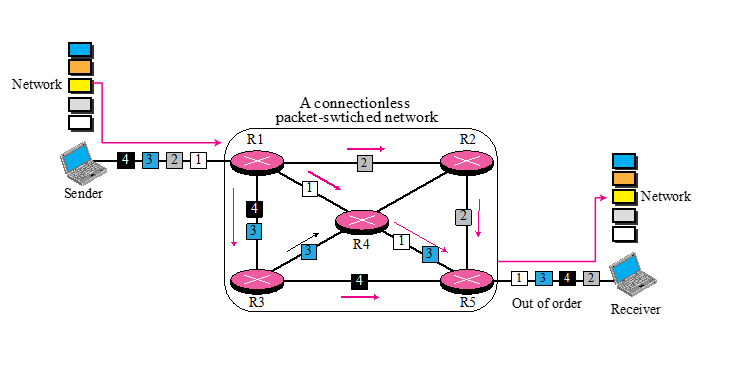 Network
A connectionless
packet-swtiched network
R1
R2
2
4 3 2 1
Sender
1
Network
4
3
2
R4
1
3
3
R3
4
R5
1 3 4 2
Out of order
Receiver